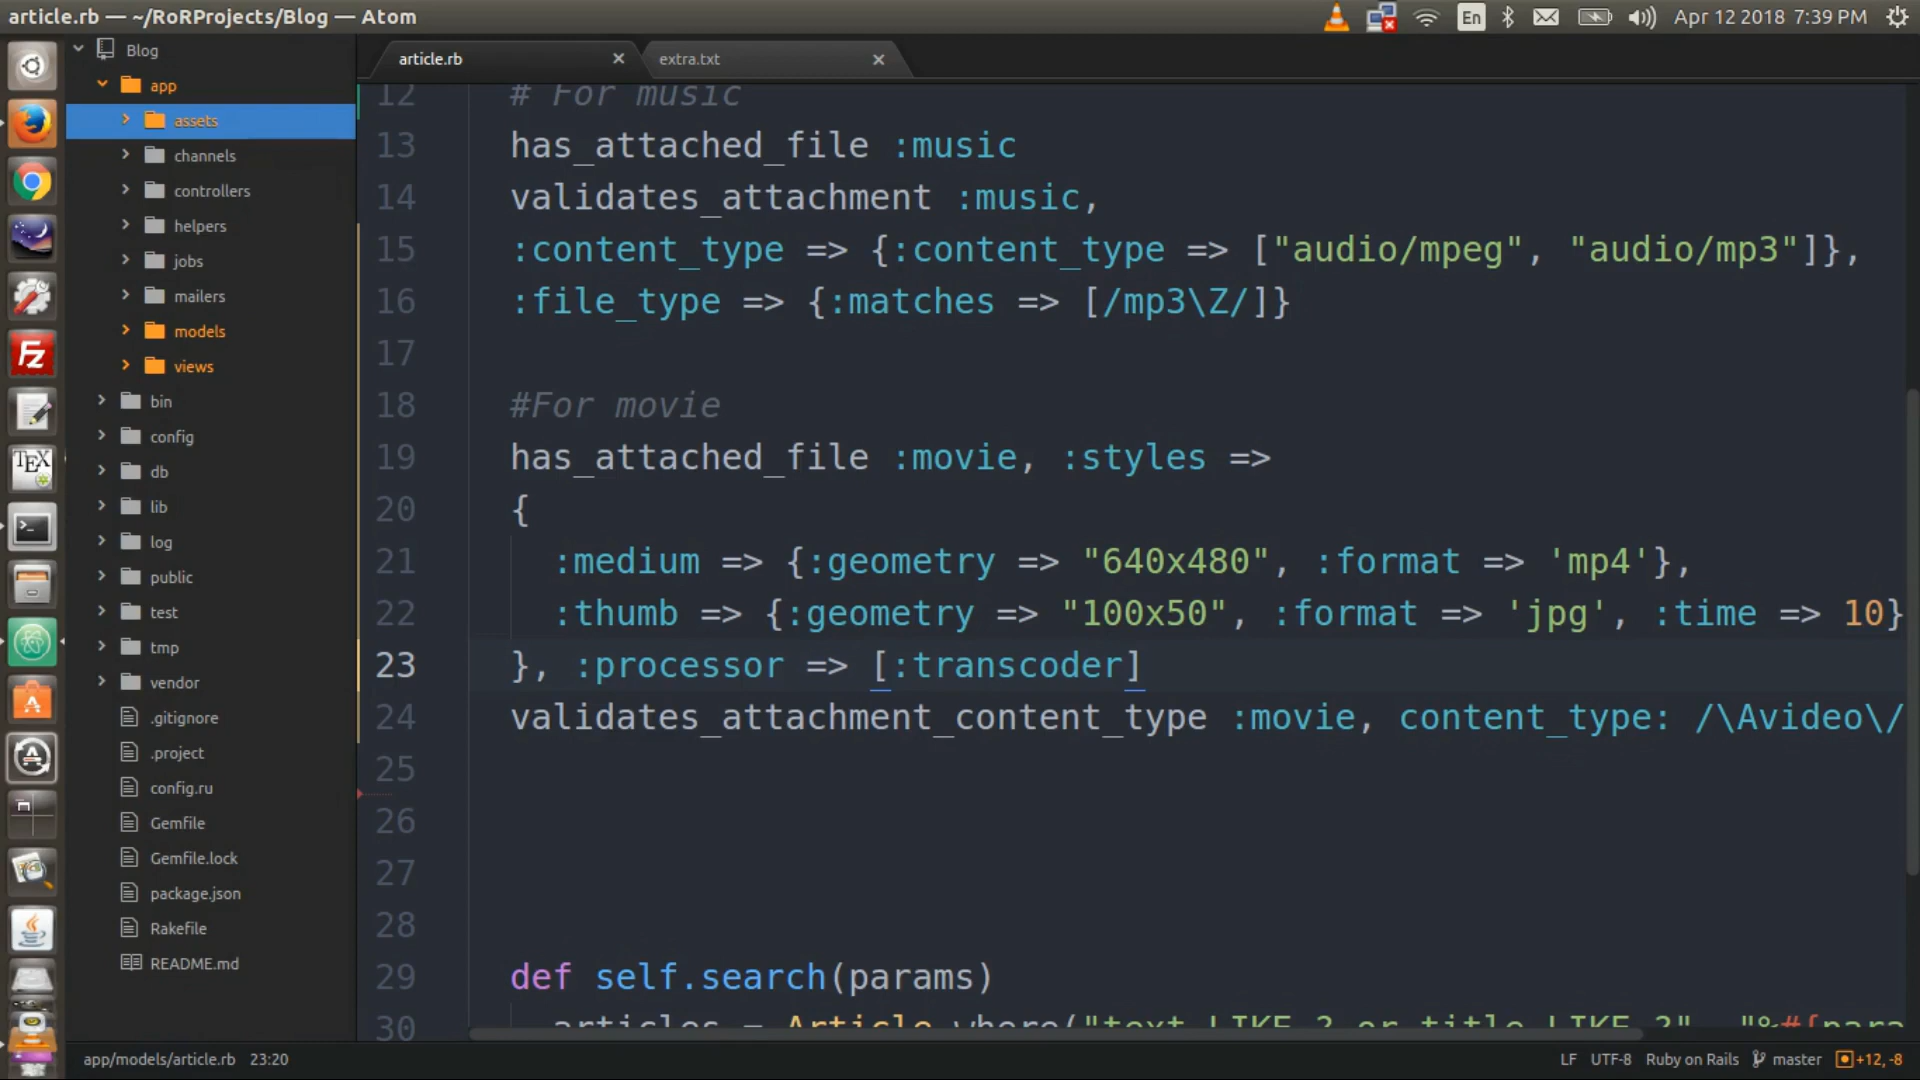 article.rb — ~/RoRProjects/Blog — Atom
En
Apr 12 2018 7:39 PM
Blog
app
assets
channels
controllers
helpers
jobs
mailers
models
views
bin
config
db
lib
log
public
test
tmp
vendor
.gitignore
.project
config.ru
Gemfile
Gemfile.lock
package.json
Rakefile
README.md
FZ
TEX
article.rb
extra.txt
12 # For music
13 has_attached_file :music
14 validates_attachment :music,
15 :content_type => {:content_type => ["audio/mpeg", "audio/mp3"]},
16 :file_type => {:matches => [/mp3\Z/]}
17
18 #For movie
19 has_attached_file :movie, :styles =>
20 {
21 :medium => {:geometry => "640x480", :format => 'mp4'},
22 :thumb => {:geometry => "100x50", :format => 'jpg', :time => 10}
23 }, :processor => [:transcoder]
24 validates_attachment_content_type :movie, content_type: /\Avideo\/
25
26
27
28
29 def self.search(params)
30 articles = Article.where("text LIKE ? or title LIKE ?", "%#{para
app/models/article.rb 23:20
LF UTF-8 Ruby on Rails master +12, -8